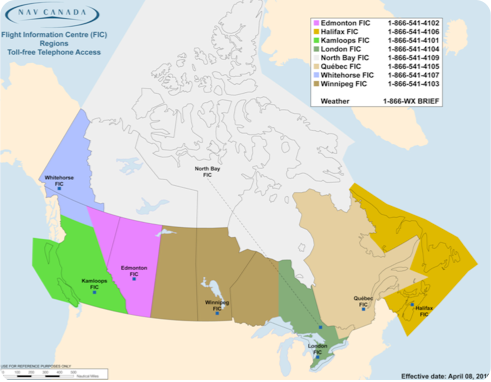 NAV CANADA
Flight Information Centre (FIC)
Regions
Toll-free Telephone Access
Edmonton FIC 1-866-541-4102
Halifax FIC 1-866-541-4106
Kamloops FIC 1-866-541-4101
London FIC 1-866-541-4104
North Bay FIC 1-866-541-4109
Québec FIC 1-866-541-4105
Whitehorse FIC 1-866-541-4107
Winnipeg FIC 1-866-541-4103
Weather 1-866-WX BRIEF
North Bay
FIC
Whitehorse
FIC
Edmonton
FIC
Kamloops
FIC
Winnipeg
FIC
Québec
FIC
Halifax
FIC
London
FIC
USE FOR REFERENCE PURPOSES ONLY
Nautical Miles
Effective date: April 08, 201